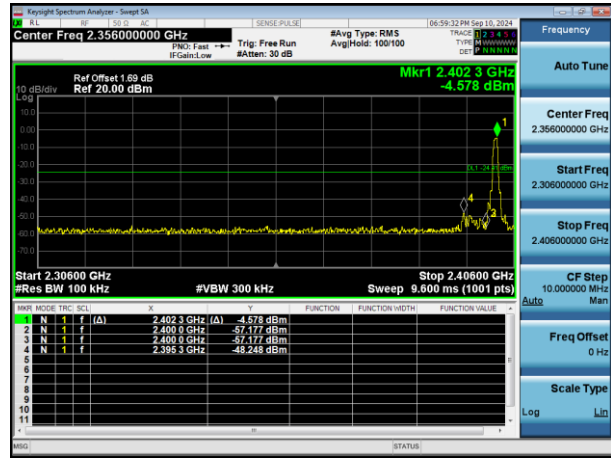 Keysight Spectrum Analyzer - Swept SA
RL RF 50 Ω AC SENSE:PULSE 06:59:32 PM Sep 10, 2024
Center Freq 2.356000000 GHz
PNO: Fast
IFGain:Low
Trig: Free Run
#Atten: 30 dB
#Avg Type: RMS
Avg|Hold: 100/100
TRACE 1 2 3 4 5 6
TYPE M WWWWW
DET P N N N N N
Frequency
Auto Tune
Center Freq
2.356000000 GHz
Start Freq
2.306000000 GHz
Stop Freq
2.406000000 GHz
CF Step
10.000000 MHz
Auto Man
Freq Offset
0 Hz
Scale Type
Log Lin
Mkr1 2.402 3 GHz
-4.578 dBm
Ref Offset 1.69 dB
10 dB/div Ref 20.00 dBm
Log
10.0
0.00
-10.0
-20.0
-30.0
-40.0
-50.0
-60.0
-70.0
1
4
3
Start 2.30600 GHz Stop 2.40600 GHz
#Res BW 100 kHz #VBW 300 kHz Sweep 9.600 ms (1001 pts)
MKR MODE TRC SCL X Y FUNCTION FUNCTION WIDTH FUNCTION VALUE
1 N 1 f (Δ) 2.402 3 GHz (Δ) -4.578 dBm
2 N 1 f 2.400 0 GHz -57.177 dBm
3 N 1 f 2.400 0 GHz -57.177 dBm
4 N 1 f 2.395 3 GHz -48.248 dBm
5
6
7
8
9
10
11
MSG STATUS